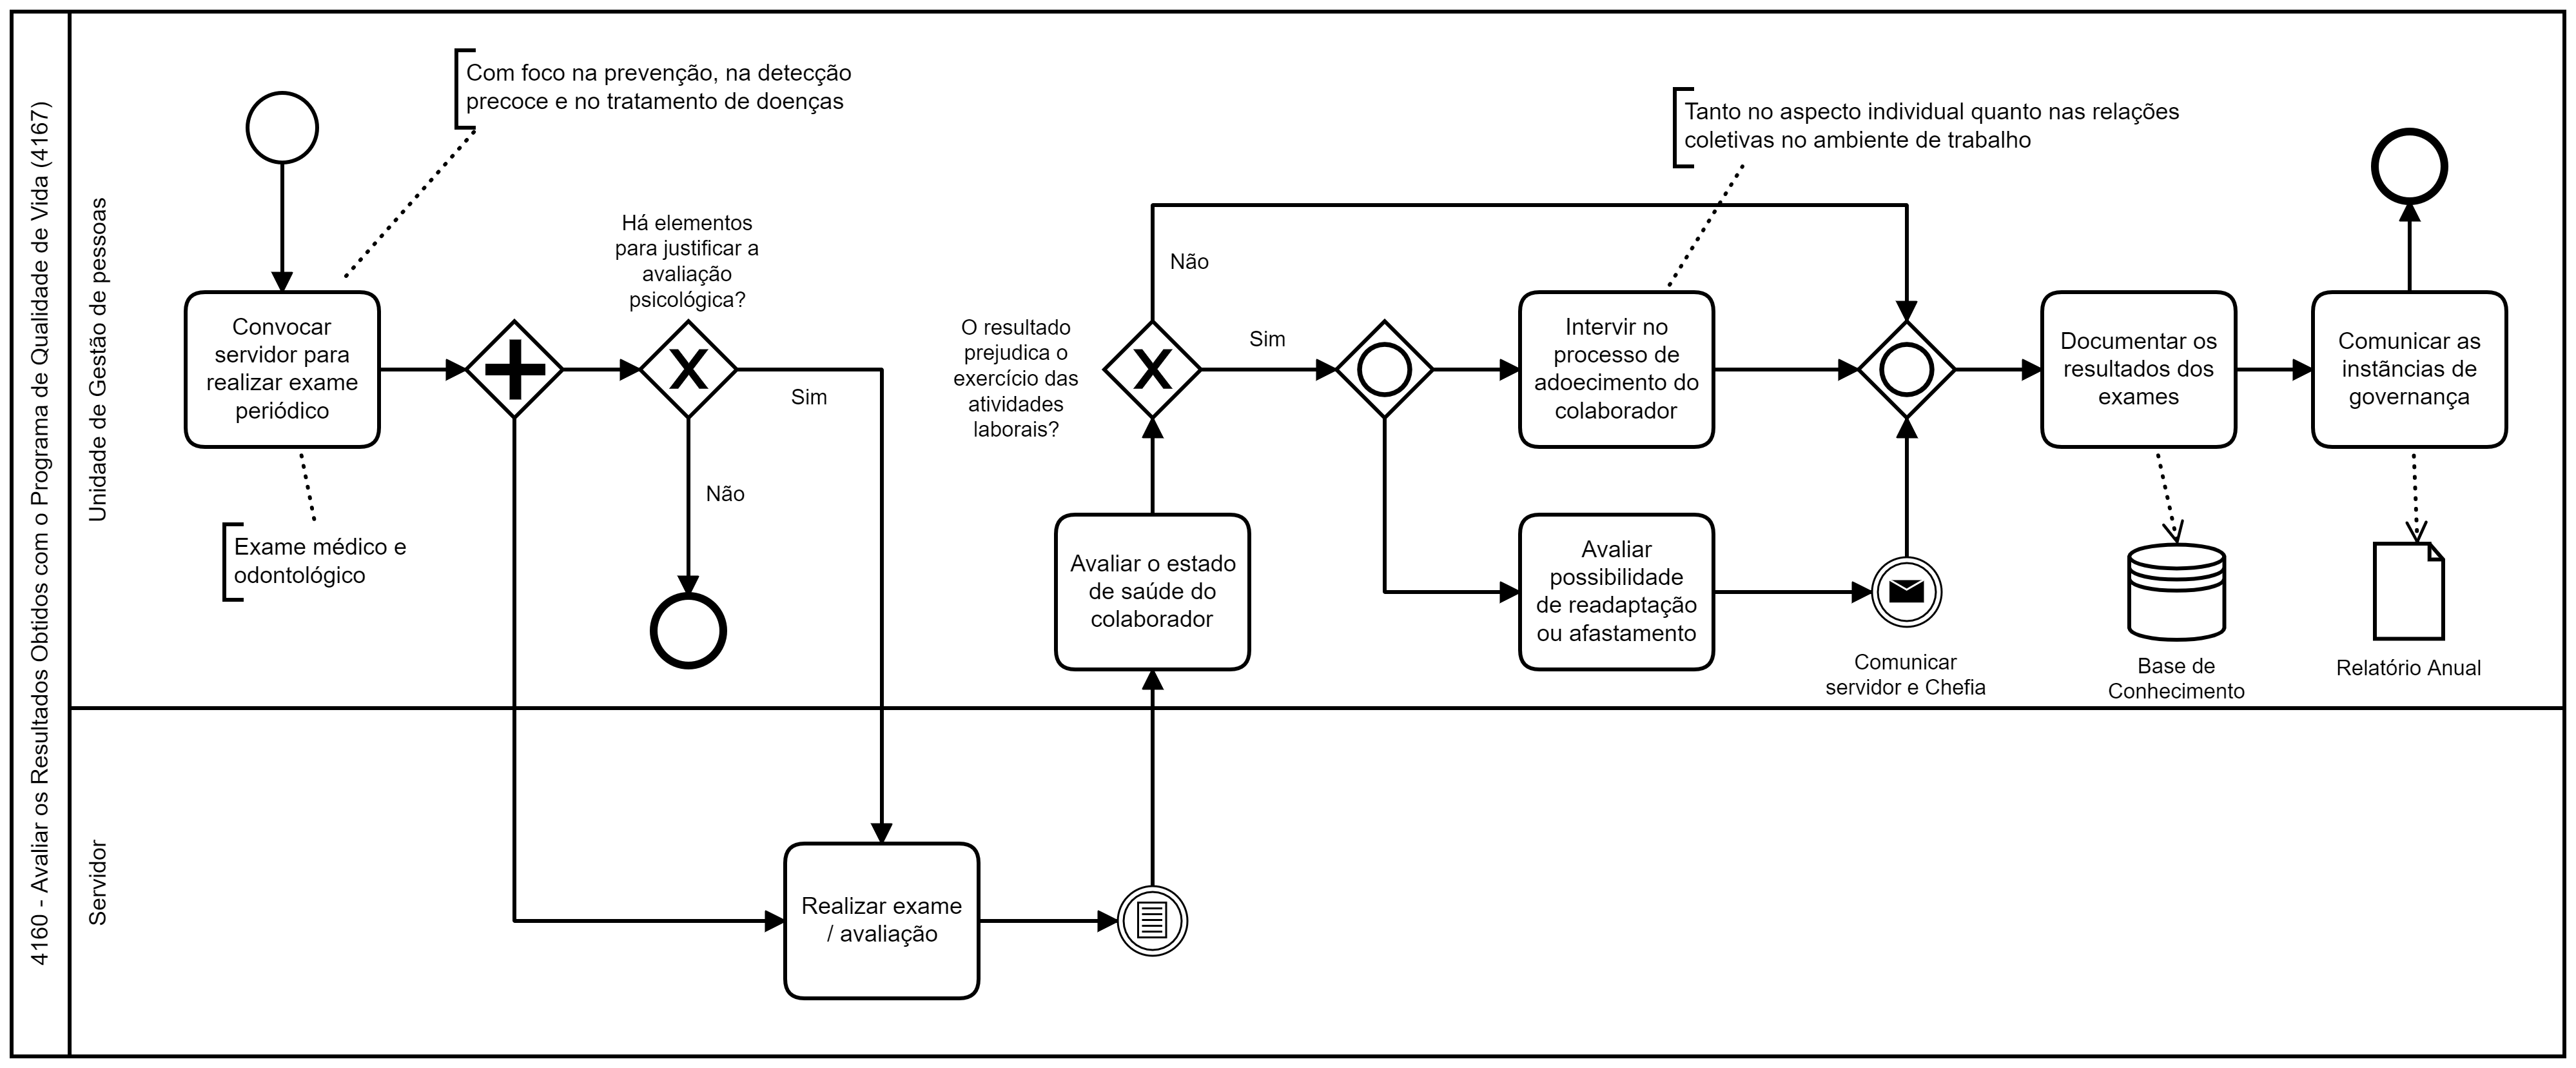 4160 - Avaliar os Resultados Obtidos com o Programa de Qualidade de Vida (4167)
Unidade de Gestão de pessoas
Com foco na prevenção, na detecção
precoce e no tratamento de doenças
Convocar
servidor para
realizar exame
periódico
Exame médico e
odontológico
Há elementos
para justificar a
avaliação
psicológica?
Sim
Não
O resultado
prejudica o
exercício das
atividades
laborais?
Não
Sim
Avaliar o estado
de saúde do
colaborador
Tanto no aspecto individual quanto nas relações
coletivas no ambiente de trabalho
Intervir no
processo de
adoecimento do
colaborador
Avaliar
possibilidade
de readaptação
ou afastamento
Comunicar
servidor e Chefia
Documentar os
resultados dos
exames
Base de
Conhecimento
Comunicar as
instâncias de
governança
Relatório Anual
Servidor
Realizar exame
/ avaliação